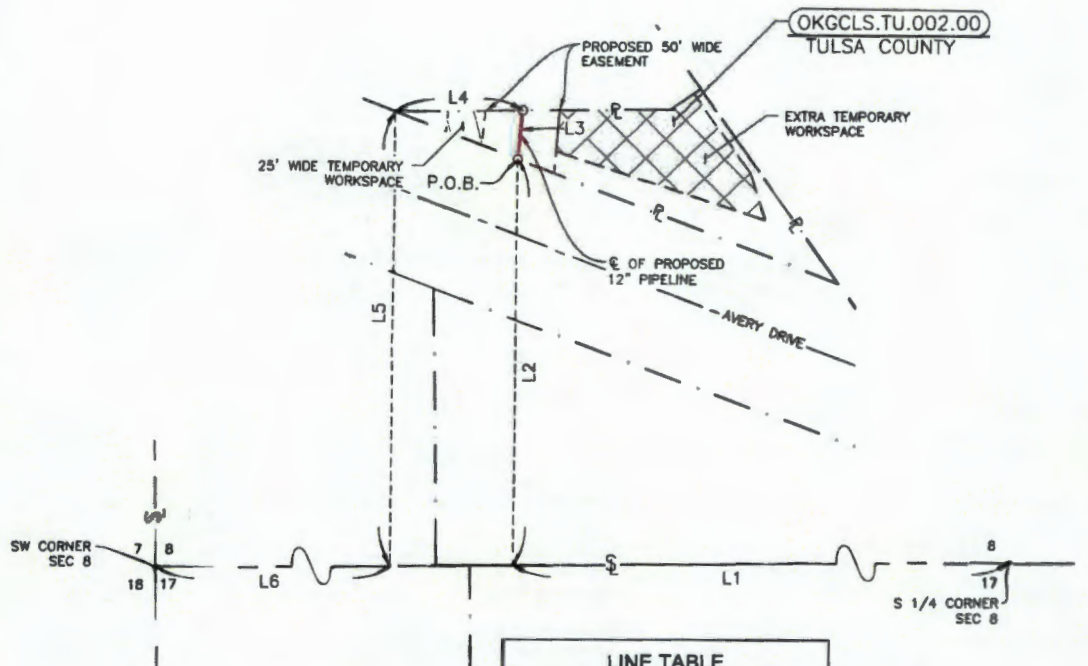 OKGCLS.TU.002.00
TULSA COUNTY
PROPOSED 50' WIDE
EASEMENT
L4
L3
EXTRA TEMPORARY
WORKSPACE
25' WIDE TEMPORARY
WORKSPACE
P.O.B.
℄ OF PROPOSED
12" PIPELINE
AVERY DRIVE
L5
L2
SW CORNER
SEC 8
7 8
18 17
L6
L1
8
17
S 1/4 CORNER
SEC 8
LINE TABLE